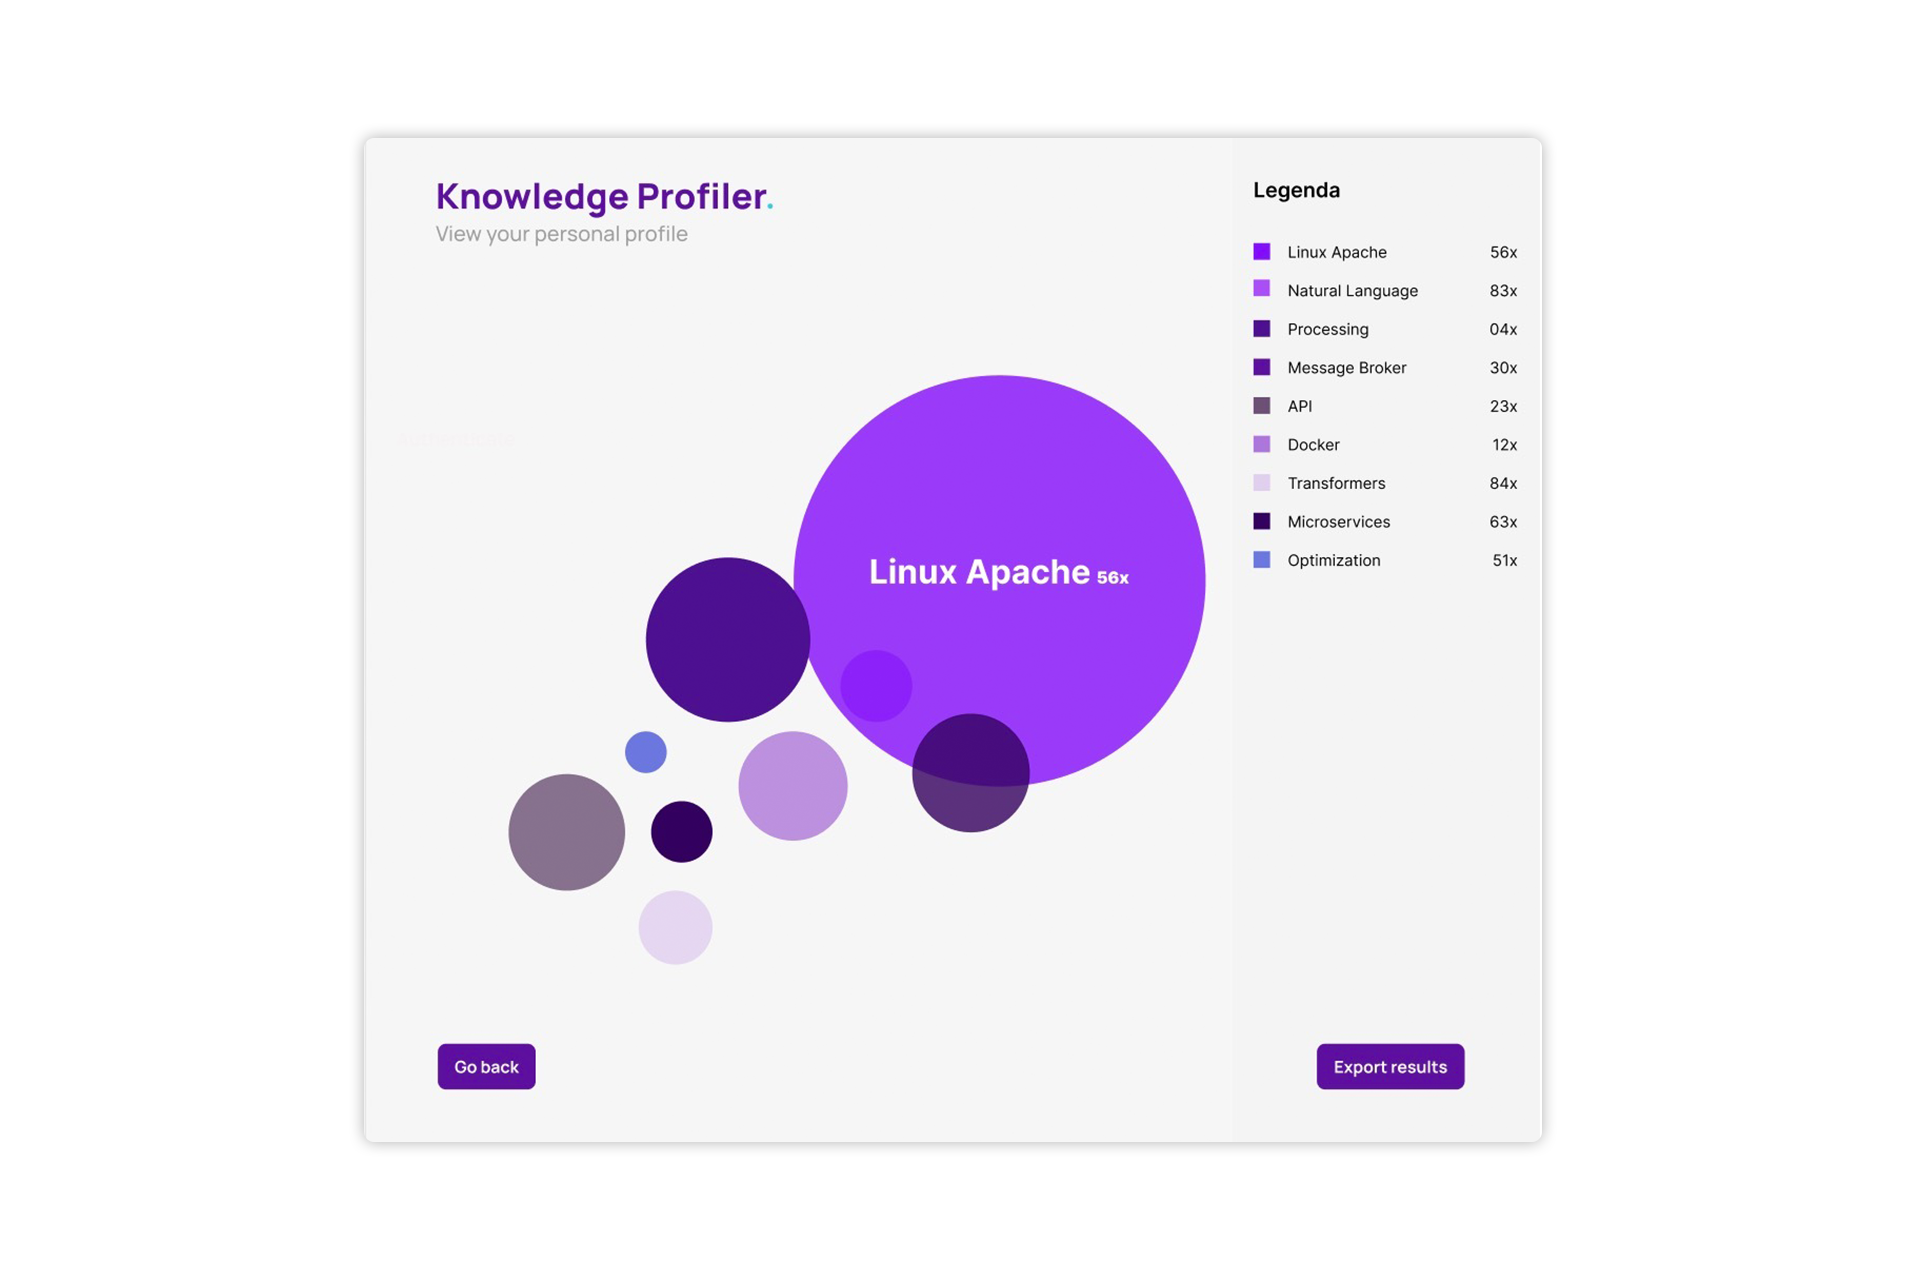 Knowledge Profiler.
View your personal profile
Legenda
Linux Apache 56x
Natural Language 83x
Processing 04x
Message Broker 30x
API 23x
Docker 12x
Transformers 84x
Microservices 63x
Optimization 51x
Linux Apache 56x
Go back
Export results